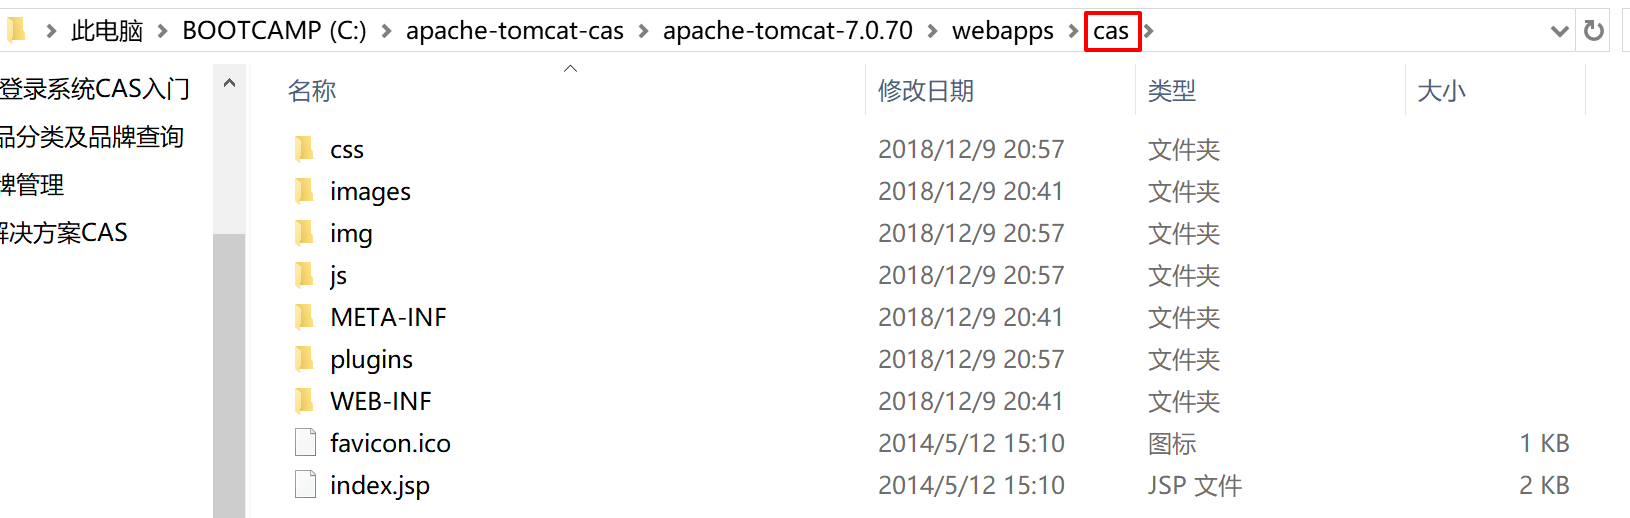 此电脑 > BOOTCAMP (C:) > apache-tomcat-cas > apache-tomcat-7.0.70 > webapps > cas >
登录系统CAS入门
品分类及品牌查询
牌管理
解决方案CAS
名称 修改日期 类型 大小
css 2018/12/9 20:57 文件夹
images 2018/12/9 20:41 文件夹
img 2018/12/9 20:57 文件夹
js 2018/12/9 20:57 文件夹
META-INF 2018/12/9 20:41 文件夹
plugins 2018/12/9 20:57 文件夹
WEB-INF 2018/12/9 20:41 文件夹
favicon.ico 2014/5/12 15:10 图标 1 KB
index.jsp 2014/5/12 15:10 JSP 文件 2 KB